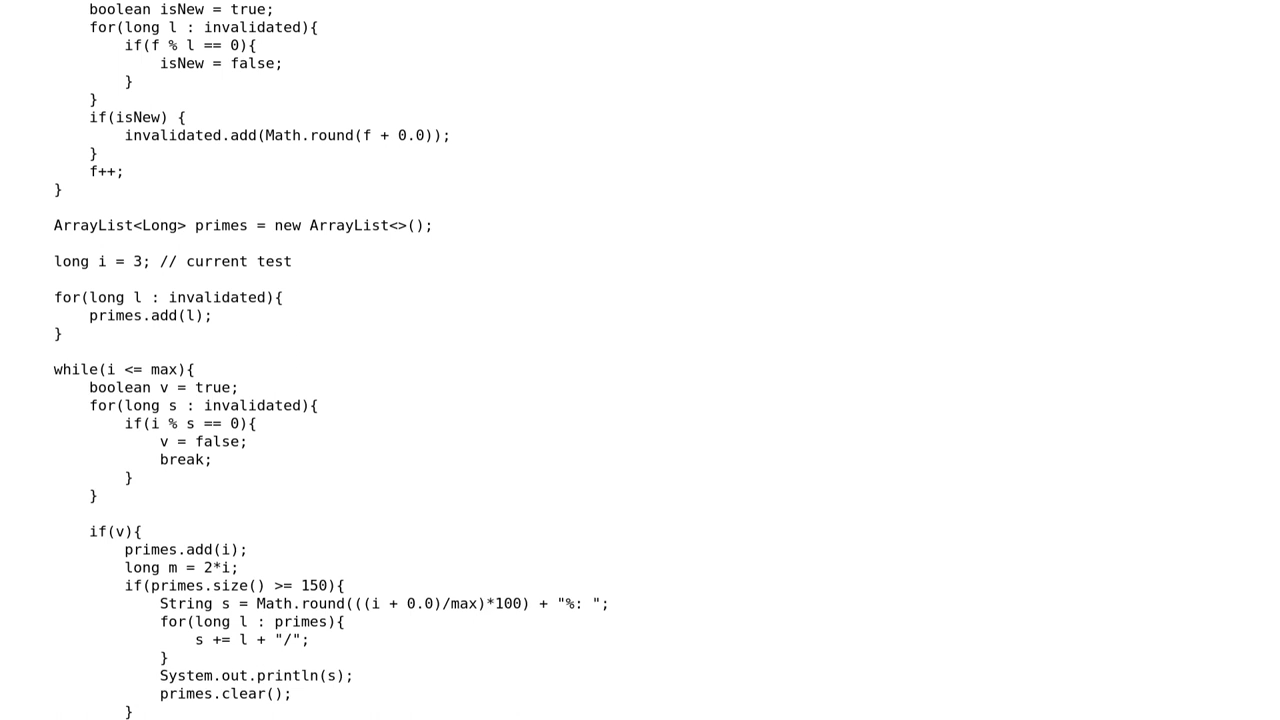 boolean isNew = true;
for(long l : invalidated){
if(f % l == 0){
isNew = false;
}
}
if(isNew) {
invalidated.add(Math.round(f + 0.0));
}
f++;
}
ArrayList<Long> primes = new ArrayList<>();
long i = 3; // current test
for(long l : invalidated){
primes.add(l);
}
while(i <= max){
boolean v = true;
for(long s : invalidated){
if(i % s == 0){
v = false;
break;
}
}
if(v){
primes.add(i);
long m = 2*i;
if(primes.size() >= 150){
String s = Math.round(((i + 0.0)/max)*100) + "%: ";
for(long l : primes){
s += l + "/";
}
System.out.println(s);
primes.clear();
}